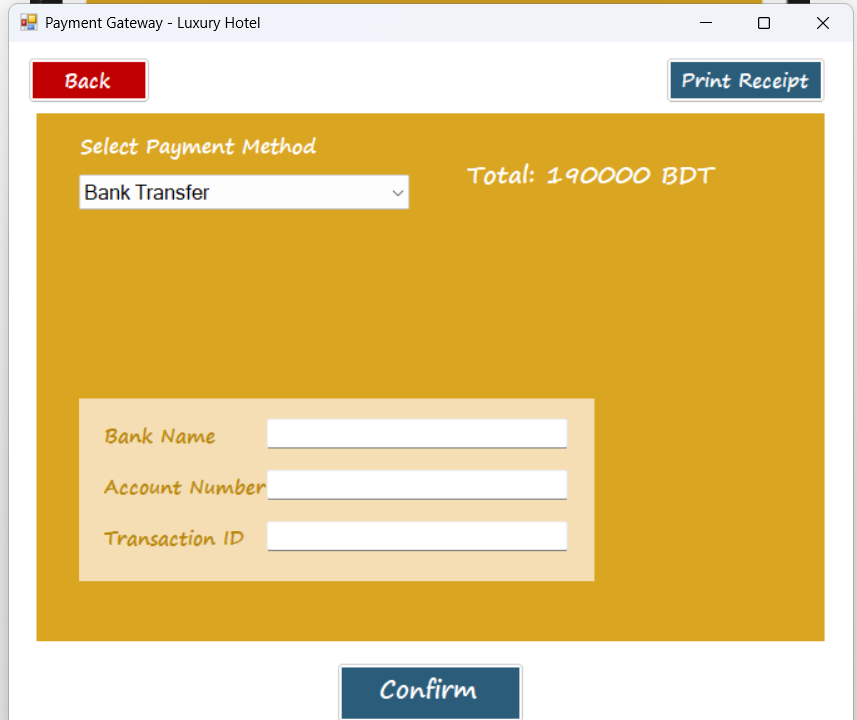 Payment Gateway - Luxury Hotel
Back
Print Receipt
Select Payment Method
Bank Transfer
Total: 190000 BDT
Bank Name
Account Number
Transaction ID
Confirm